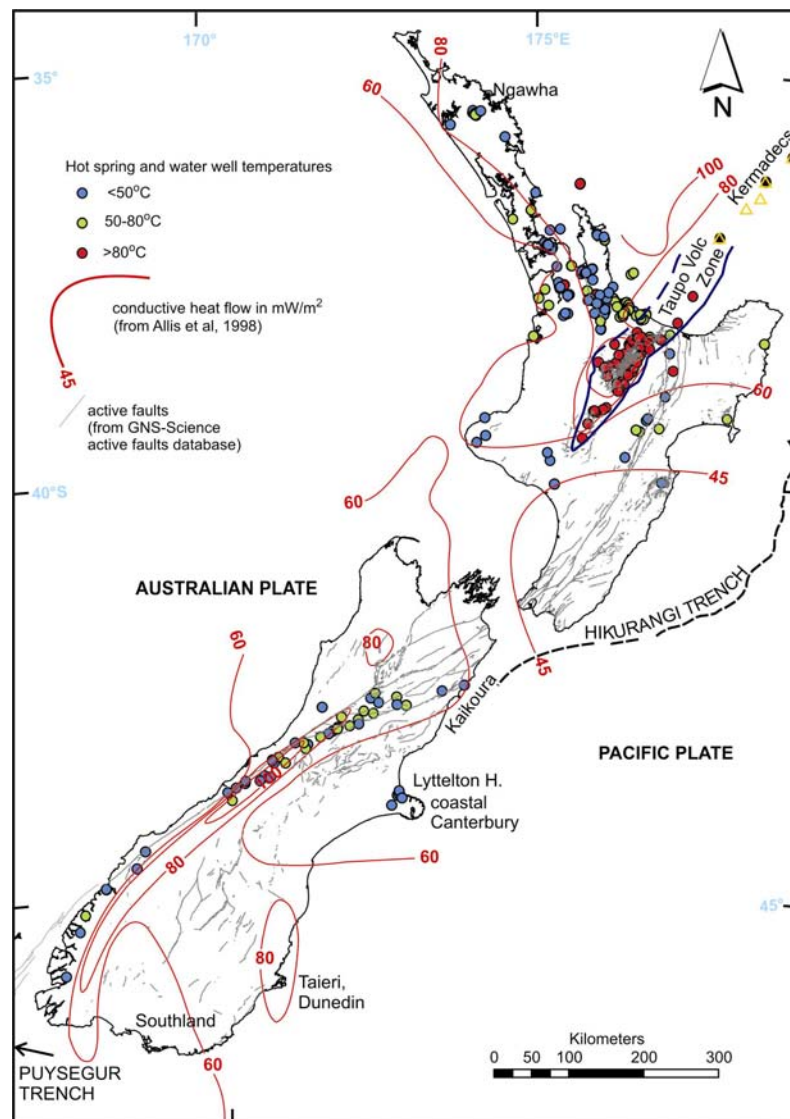 170°
175°E
35°
80
60
Ngawha
N
Hot spring and water well temperatures
<50°C
50-80°C
>80°C
100
80
Kermadecs
Taupo Volc
Zone
conductive heat flow in mW/m²
(from Allis et al, 1998)
45
active faults
(from GNS-Science
active faults database)
60
40°S
60
45
AUSTRALIAN PLATE
HIKURANGI TRENCH
60
80
45
Kaikoura
PACIFIC PLATE
Lyttelton H.
coastal
Canterbury
60
80
45°
80
Taieri,
Dunedin
Southland
60
Kilometers
0 25 50 100 200 300
PUYSEGUR
TRENCH